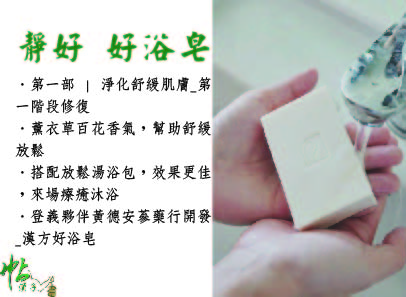 靜好 好浴皂
·第一部 | 淨化舒緩肌膚_第
一階段修復
·薰衣草百花香氣,幫助舒緩
放鬆
·搭配放鬆湯浴包,效果更佳
,來場療癒沐浴
·登義夥伴黃德安蔘藥行開發
_漢方好浴皂
帖